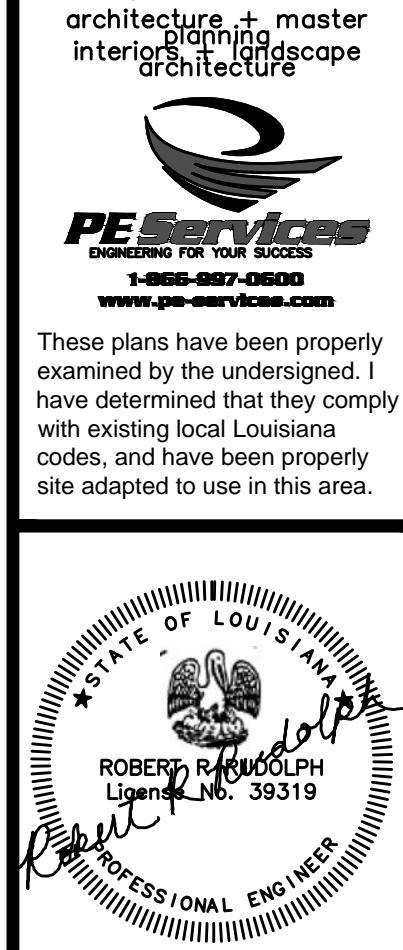 architecture + master
planning
interiors + landscape
architecture
PE Services
ENGINEERING FOR YOUR SUCCESS
1-866-997-0600
www.pe-services.com
These plans have been properly
examined by the undersigned. I
have determined that they comply
with existing local Louisiana
codes, and have been properly
site adapted to use in this area.
STATE OF LOUISIANA
ROBERT R. RUDOLPH
License No. 39319
Robert R Rudolph
PROFESSIONAL ENGINEER